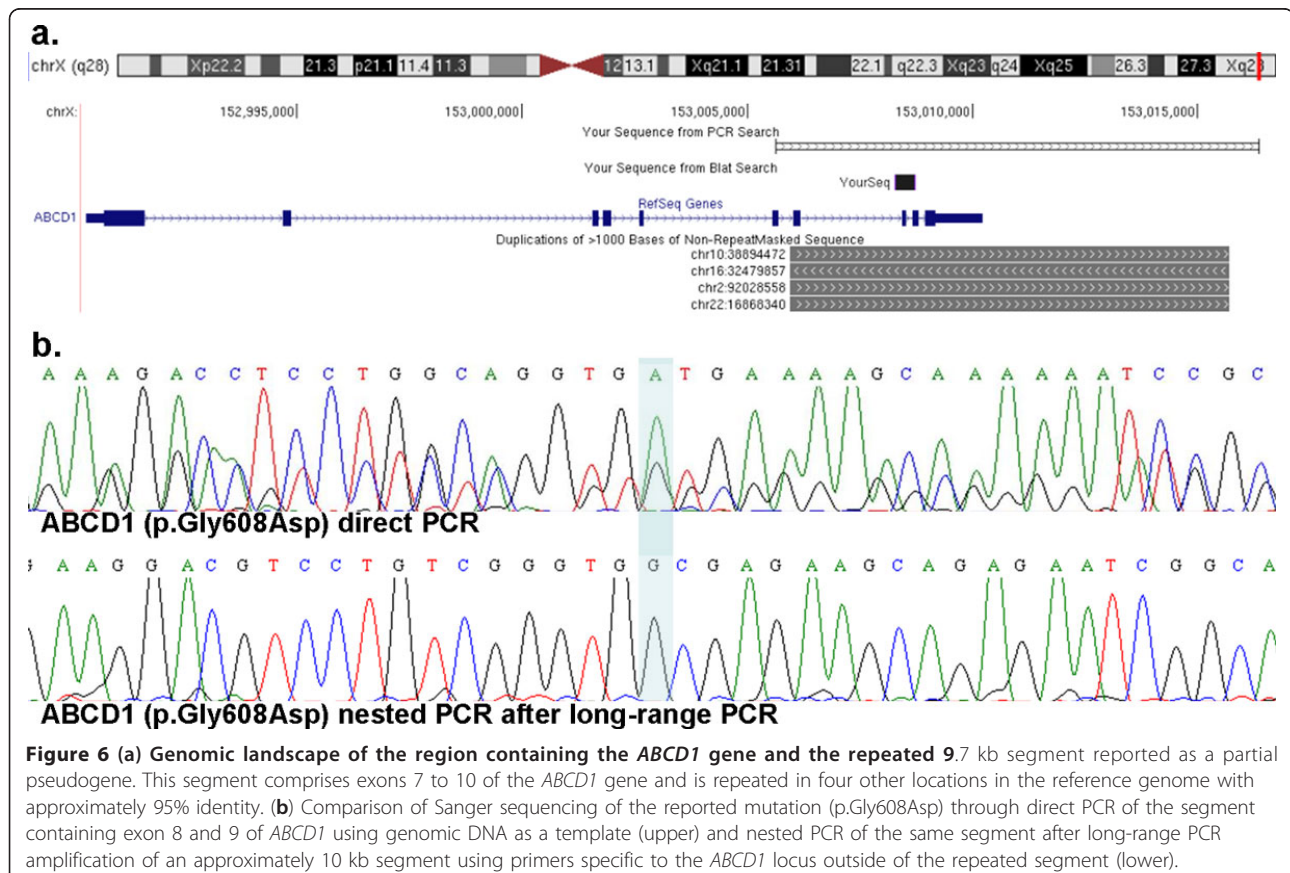 a.
chrX (q28) Xp22.2 21.3 p21.1 11.4 11.3 12 13.1 Xq21.1 21.31 22.1 q22.3 Xq23 q24 Xq25 26.3 27.3 Xq28
chrX: 152,995,000 153,000,000 153,005,000 153,010,000 153,015,000
Your Sequence from PCR Search
Your Sequence from Blat Search
YourSeq
RefSeq Genes
ABCD1
Duplications of >1000 Bases of Non-RepeatMasked Sequence
chr10:38894472
chr16:32479857
chr2:92028558
chr22:16868340
b.
A A A G A C C T C C T G G C A G G T G A T G A A A A G C A A A A A A T C C G C
ABCD1 (p.Gly608Asp) direct PCR
G A A G G A C G T C C T G T C G G G T G G C G A G A A G C A G A G A A T C G G C A
ABCD1 (p.Gly608Asp) nested PCR after long-range PCR
Figure 6 (a) Genomic landscape of the region containing the ABCD1 gene and the repeated 9.7 kb segment reported as a partial
pseudogene. This segment comprises exons 7 to 10 of the ABCD1 gene and is repeated in four other locations in the reference genome with
approximately 95% identity. (b) Comparison of Sanger sequencing of the reported mutation (p.Gly608Asp) through direct PCR of the segment
containing exon 8 and 9 of ABCD1 using genomic DNA as a template (upper) and nested PCR of the same segment after long-range PCR
amplification of an approximately 10 kb segment using primers specific to the ABCD1 locus outside of the repeated segment (lower).